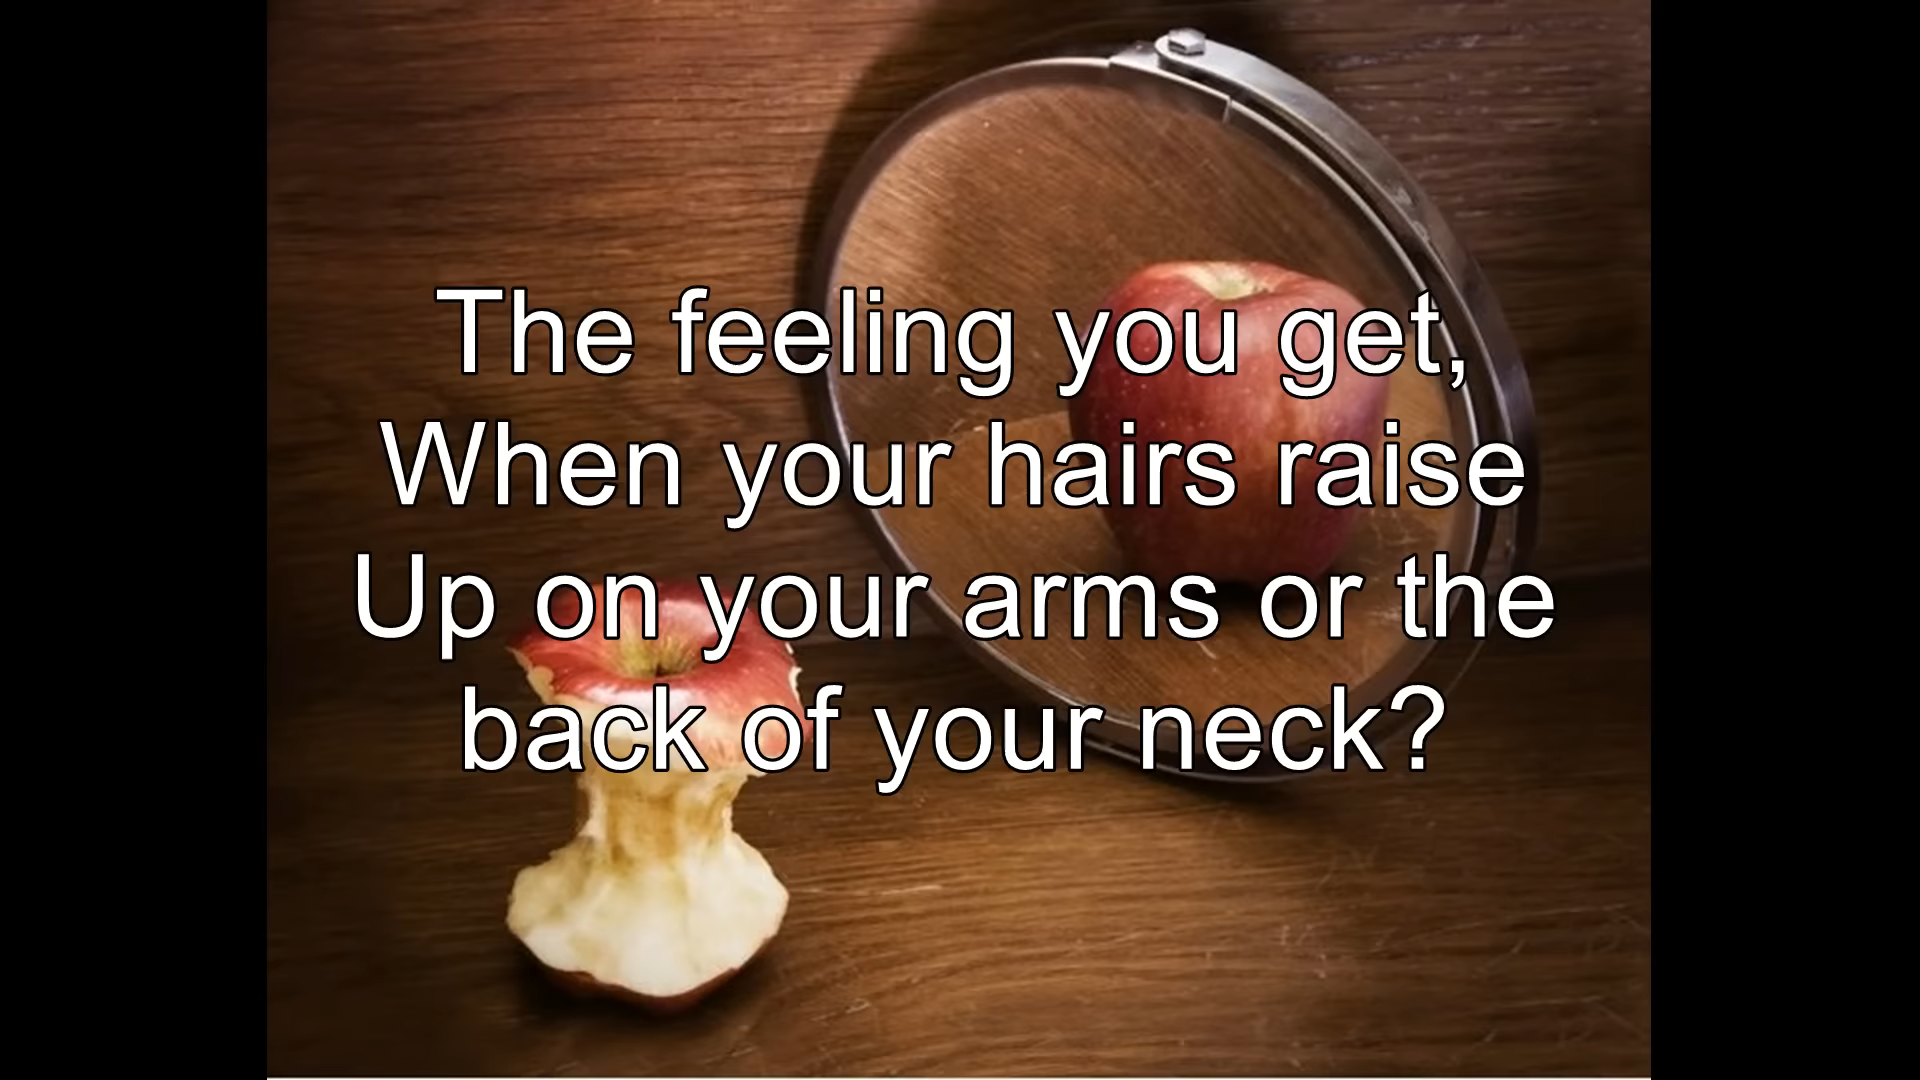 The feeling you get,
When your hairs raise
Up on your arms or the
back of your neck?